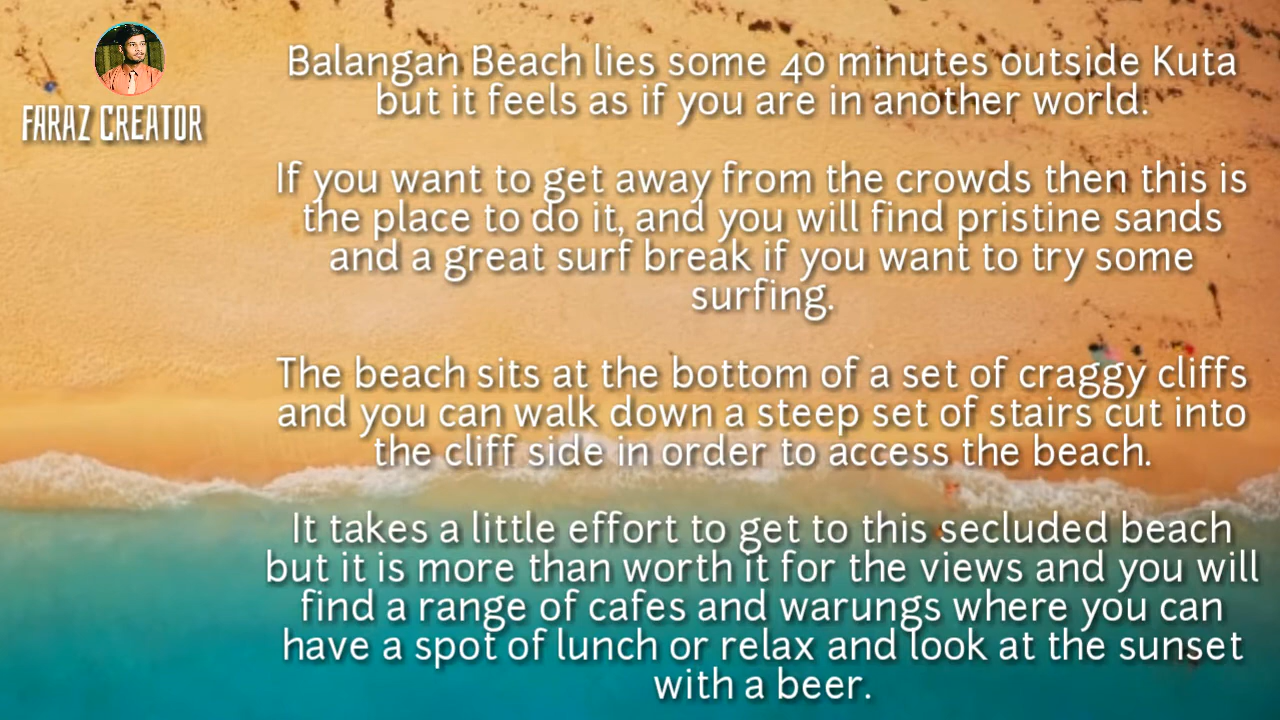 FARAZ CREATOR
Balangan Beach lies some 40 minutes outside Kuta
but it feels as if you are in another world.
If you want to get away from the crowds then this is
the place to do it, and you will find pristine sands
and a great surf break if you want to try some
surfing.
The beach sits at the bottom of a set of craggy cliffs
and you can walk down a steep set of stairs cut into
the cliff side in order to access the beach.
It takes a little effort to get to this secluded beach
but it is more than worth it for the views and you will
find a range of cafes and warungs where you can
have a spot of lunch or relax and look at the sunset
with a beer.